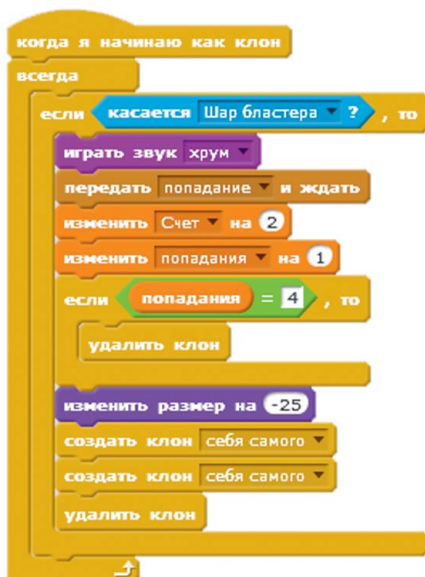 когда я начинаю как клон
всегда
если касается Шар бластера ? , то
играть звук хрум
передать попадание и ждать
изменить Счет на 2
изменить попадания на 1
если попадания = 4 , то
удалить клон
изменить размер на -25
создать клон себя самого
создать клон себя самого
удалить клон